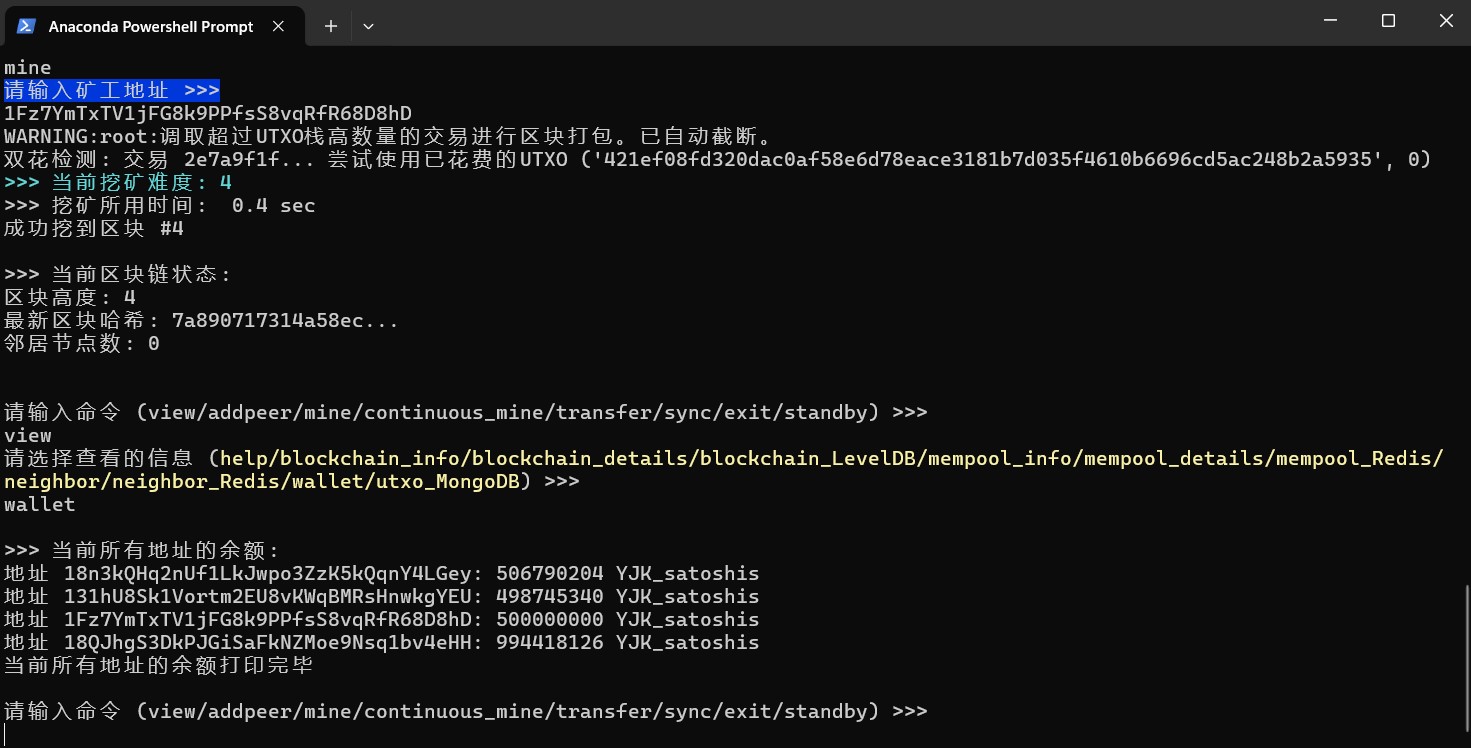 Anaconda Powershell Prompt
mine
请输入矿工地址 >>>
1Fz7YmTxTV1jFG8k9PPfsS8vqRfR68D8hD
WARNING:root:调取超过UTXO栈高数量的交易进行区块打包。已自动截断。
双花检测: 交易 2e7a9f1f... 尝试使用已花费的UTXO ('421ef08fd320dac0af58e6d78eace3181b7d035f4610b6696cd5ac248b2a5935', 0)
>>> 当前挖矿难度: 4
>>> 挖矿所用时间:  0.4 sec
成功挖到区块 #4
>>> 当前区块链状态:
区块高度: 4
最新区块哈希: 7a890717314a58ec...
邻居节点数: 0
请输入命令 (view/addpeer/mine/continuous_mine/transfer/sync/exit/standby) >>>
view
请选择查看的信息 (help/blockchain_info/blockchain_details/blockchain_LevelDB/mempool_info/mempool_details/mempool_Redis/
neighbor/neighbor_Redis/wallet/utxo_MongoDB) >>>
wallet
>>> 当前所有地址的余额:
地址 18n3kQHq2nUf1LkJwpo3ZzK5kQqnY4LGey: 506790204 YJK_satoshis
地址 131hU8Sk1Vortm2EU8vKWqBMRsHnwkgYEU: 498745340 YJK_satoshis
地址 1Fz7YmTxTV1jFG8k9PPfsS8vqRfR68D8hD: 500000000 YJK_satoshis
地址 18QJhgS3DkPJGiSaFkNZMoe9Nsq1bv4eHH: 994418126 YJK_satoshis
当前所有地址的余额打印完毕
请输入命令 (view/addpeer/mine/continuous_mine/transfer/sync/exit/standby) >>>